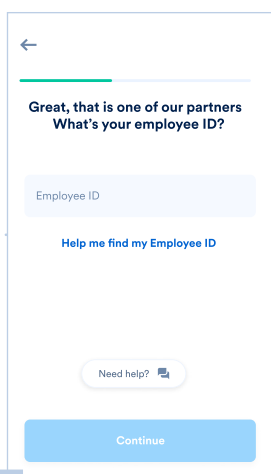 Great, that is one of our partners
What's your employee ID?
Employee ID
Help me find my Employee ID
Need help?
Continue